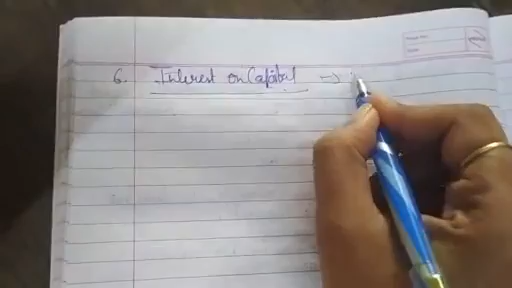 6. Interest on Capital →